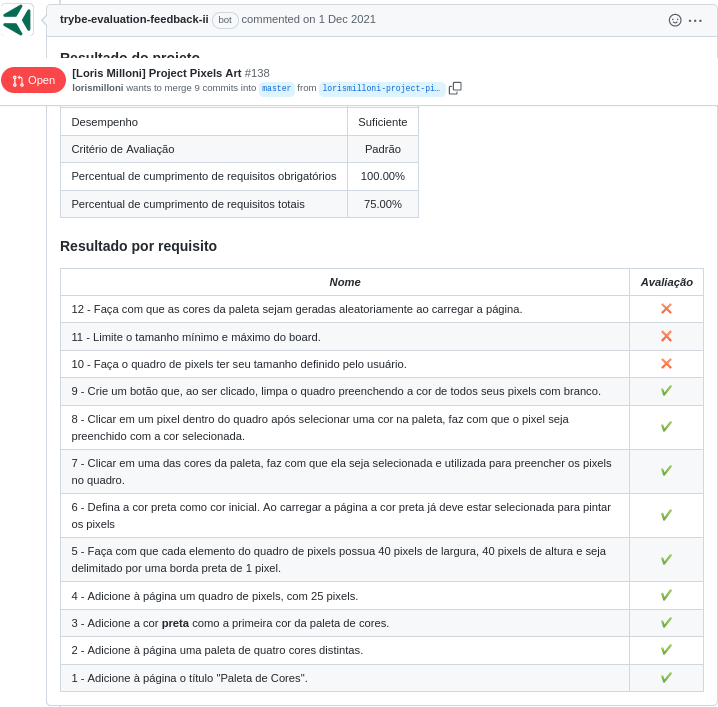 trybe-evaluation-feedback-ii bot commented on 1 Dec 2021
Resultado do projeto
Open
[Loris Milloni] Project Pixels Art #138
lorismilloni wants to merge 9 commits into master from lorismilloni-project-pi…
Desempenho Suficiente
Critério de Avaliação Padrão
Percentual de cumprimento de requisitos obrigatórios 100.00%
Percentual de cumprimento de requisitos totais 75.00%
Resultado por requisito
Nome Avaliação
12 - Faça com que as cores da paleta sejam geradas aleatoriamente ao carregar a página. ❌
11 - Limite o tamanho mínimo e máximo do board. ❌
10 - Faça o quadro de pixels ter seu tamanho definido pelo usuário. ❌
9 - Crie um botão que, ao ser clicado, limpa o quadro preenchendo a cor de todos seus pixels com branco. ✔
8 - Clicar em um pixel dentro do quadro após selecionar uma cor na paleta, faz com que o pixel seja
preenchido com a cor selecionada. ✔
7 - Clicar em uma das cores da paleta, faz com que ela seja selecionada e utilizada para preencher os pixels
no quadro. ✔
6 - Defina a cor preta como cor inicial. Ao carregar a página a cor preta já deve estar selecionada para pintar
os pixels ✔
5 - Faça com que cada elemento do quadro de pixels possua 40 pixels de largura, 40 pixels de altura e seja
delimitado por uma borda preta de 1 pixel. ✔
4 - Adicione à página um quadro de pixels, com 25 pixels. ✔
3 - Adicione a cor preta como a primeira cor da paleta de cores. ✔
2 - Adicione à página uma paleta de quatro cores distintas. ✔
1 - Adicione à página o título "Paleta de Cores". ✔